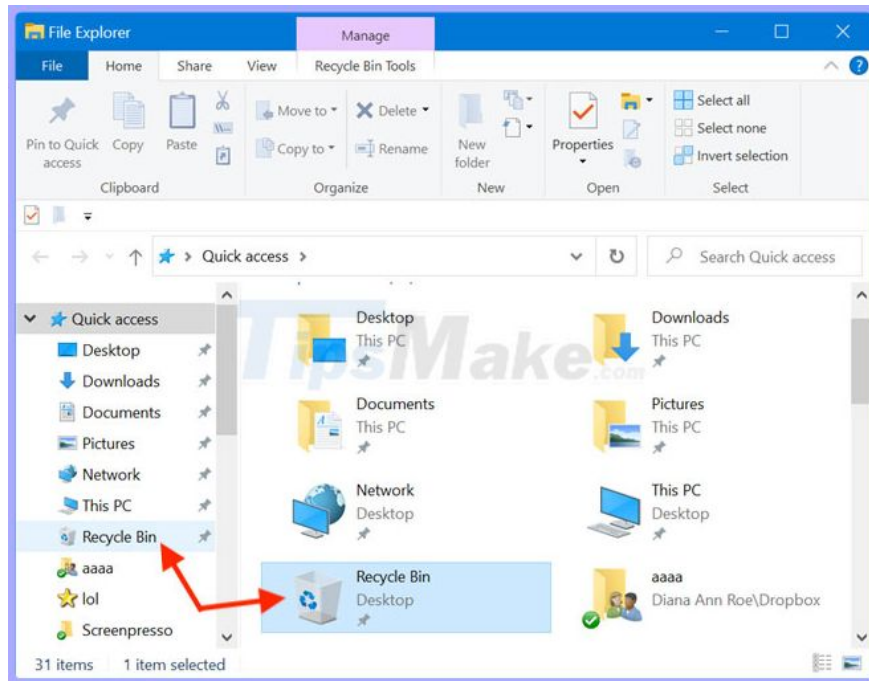 File Explorer
Manage
File
Home
Share
View
Recycle Bin Tools
Pin to Quick access
Copy
Paste
Move to
Copy to
Delete
Rename
New folder
Properties
Select all
Select none
Invert selection
Clipboard
Organize
New
Open
Select
Quick access
Search Quick access
Quick access
Desktop
Downloads
Documents
Pictures
Network
This PC
Recycle Bin
aaaa
lol
Screenpresso
Desktop
This PC
Downloads
This PC
TipsMake.com
Documents
This PC
Pictures
This PC
Network
Desktop
This PC
Desktop
Recycle Bin
Desktop
aaaa
Diana Ann Roe\Dropbox
31 items
1 item selected